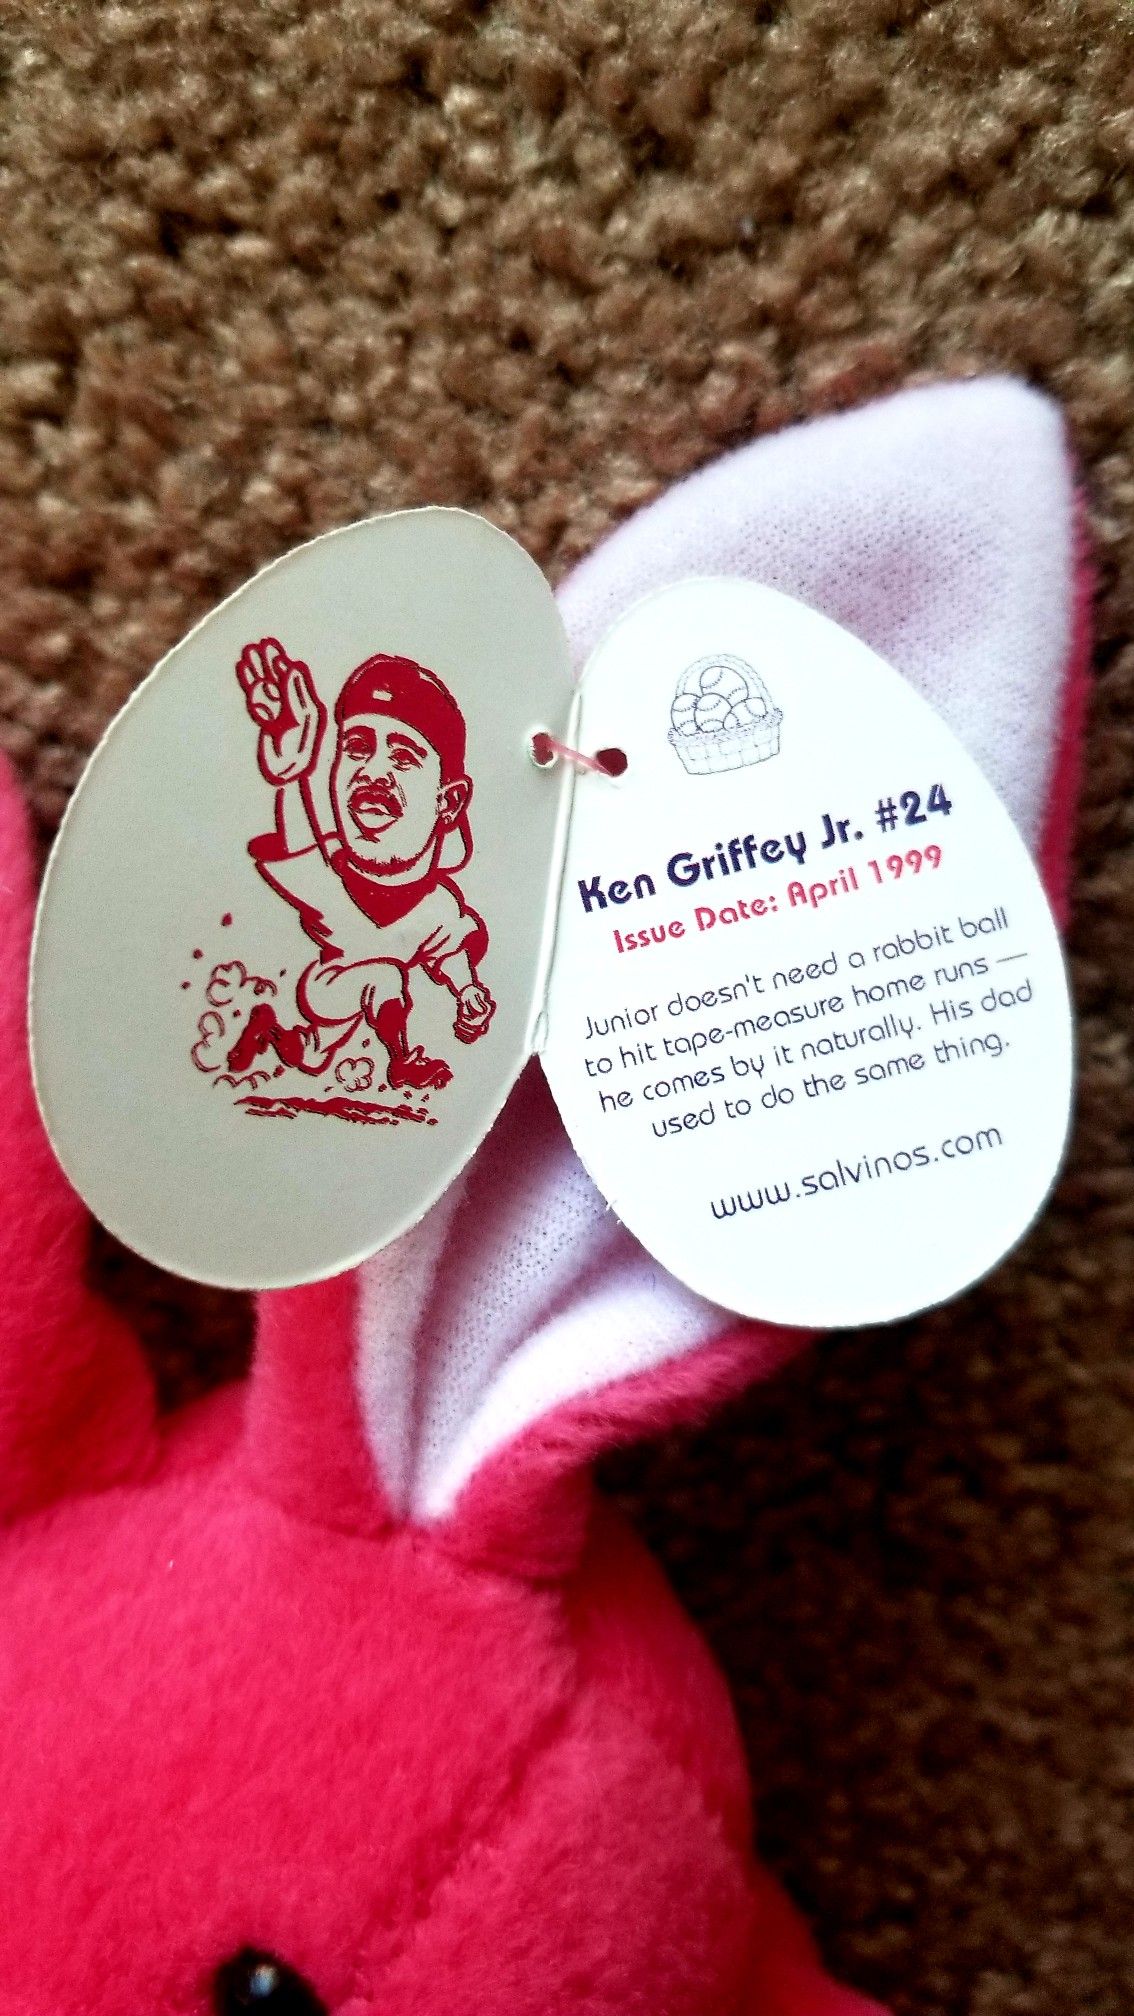 Ken Griffey Jr. #24
Issue Date: April 1999
Junior doesn't need a rabbit ball
to hit tape-measure home runs —
he comes by it naturally. His dad
used to do the same thing.
www.salvinos.com